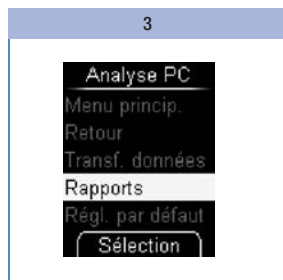 3
Analyse PC
Menu princip.
Retour
Transf. données
Rapports
Régl. par défaut
Sélection